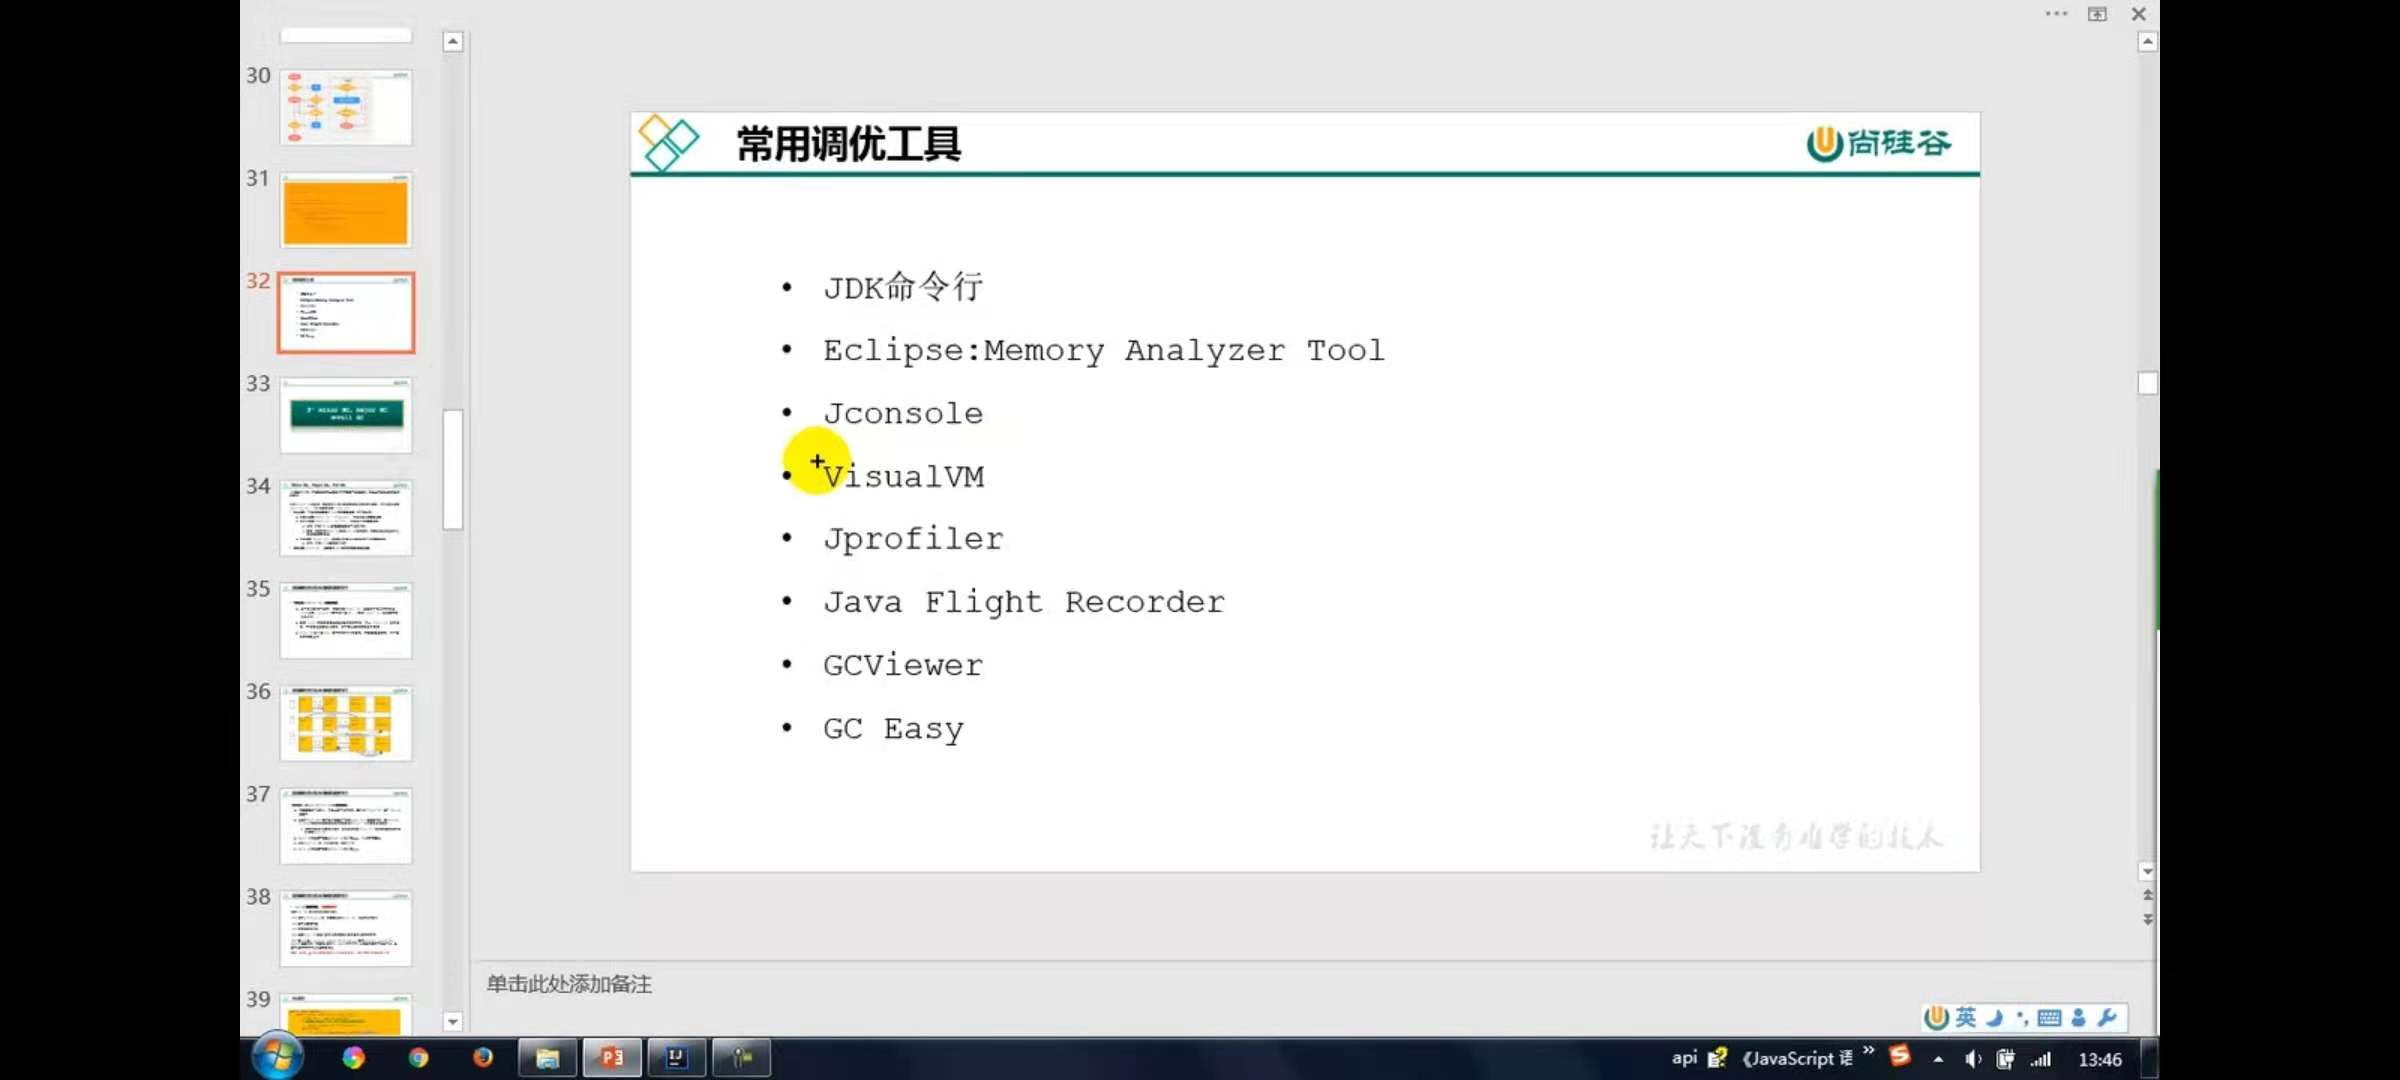 30
31
32
33
34
35
36
37
38
39
常用调优工具
尚硅谷
• JDK命令行
• Eclipse:Memory Analyzer Tool
• Jconsole
• VisualVM
• Jprofiler
• Java Flight Recorder
• GCViewer
• GC Easy
让天下没有难学的技术
单击此处添加备注
英
api 《JavaScript 语 »
13:46